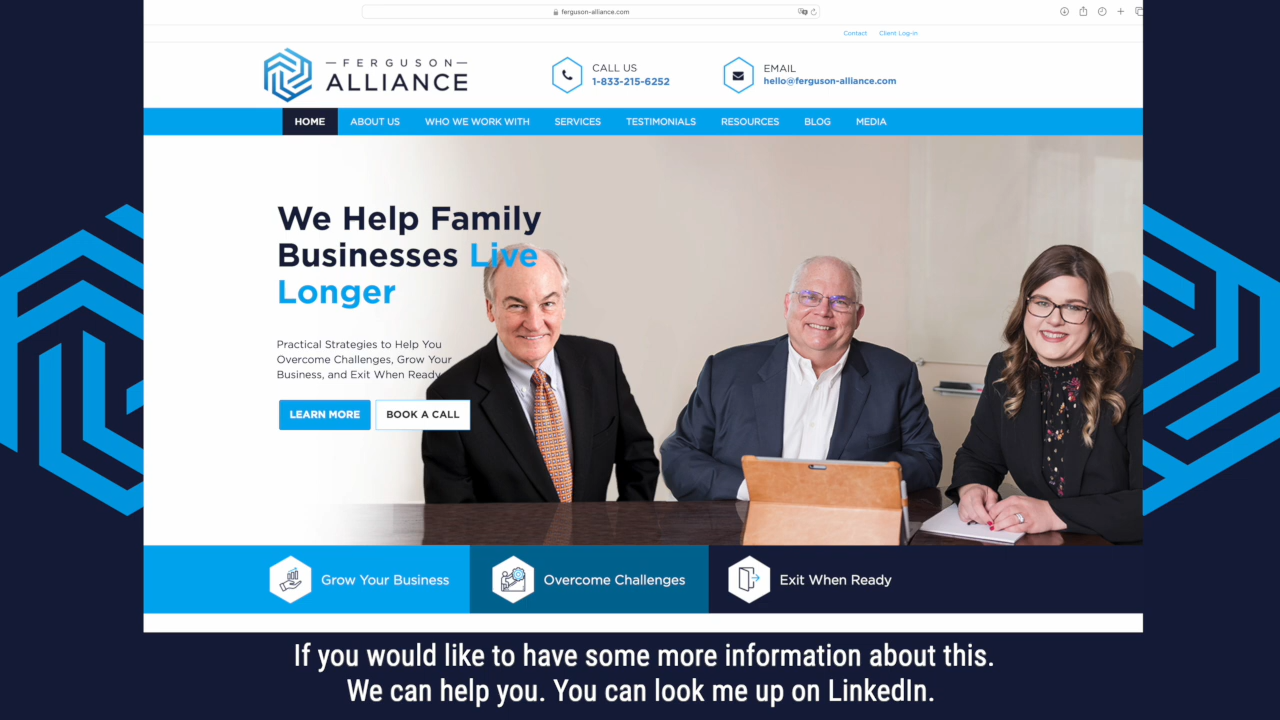 ferguson-alliance.com
Contact Client Log-in
FERGUSON
ALLIANCE
CALL US
1-833-215-6252
EMAIL
hello@ferguson-alliance.com
HOME ABOUT US WHO WE WORK WITH SERVICES TESTIMONIALS RESOURCES BLOG MEDIA
We Help Family
Businesses Live
Longer
Practical Strategies to Help You
Overcome Challenges, Grow Your
Business, and Exit When Ready
LEARN MORE BOOK A CALL
Grow Your Business Overcome Challenges Exit When Ready
If you would like to have some more information about this.
We can help you. You can look me up on LinkedIn.